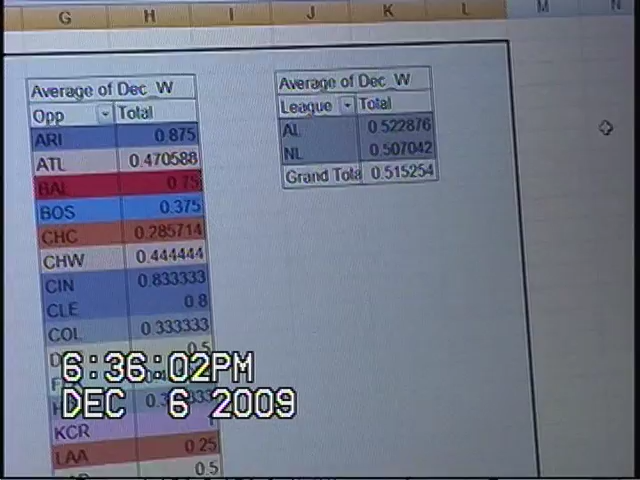 G H I J K L M N
Average of Dec_W
Opp Total
ARI 0.875
ATL 0.470588
BAL 0.75
BOS 0.375
CHC 0.285714
CHW 0.444444
CIN 0.833333
CLE 0.8
COL 0.333333
0.5
KCR 1
LAA 0.25
0.5
Average of Dec_W
League Total
AL 0.522876
NL 0.507042
Grand Tota 0.515254
6:36:02PM
DEC 6 2009